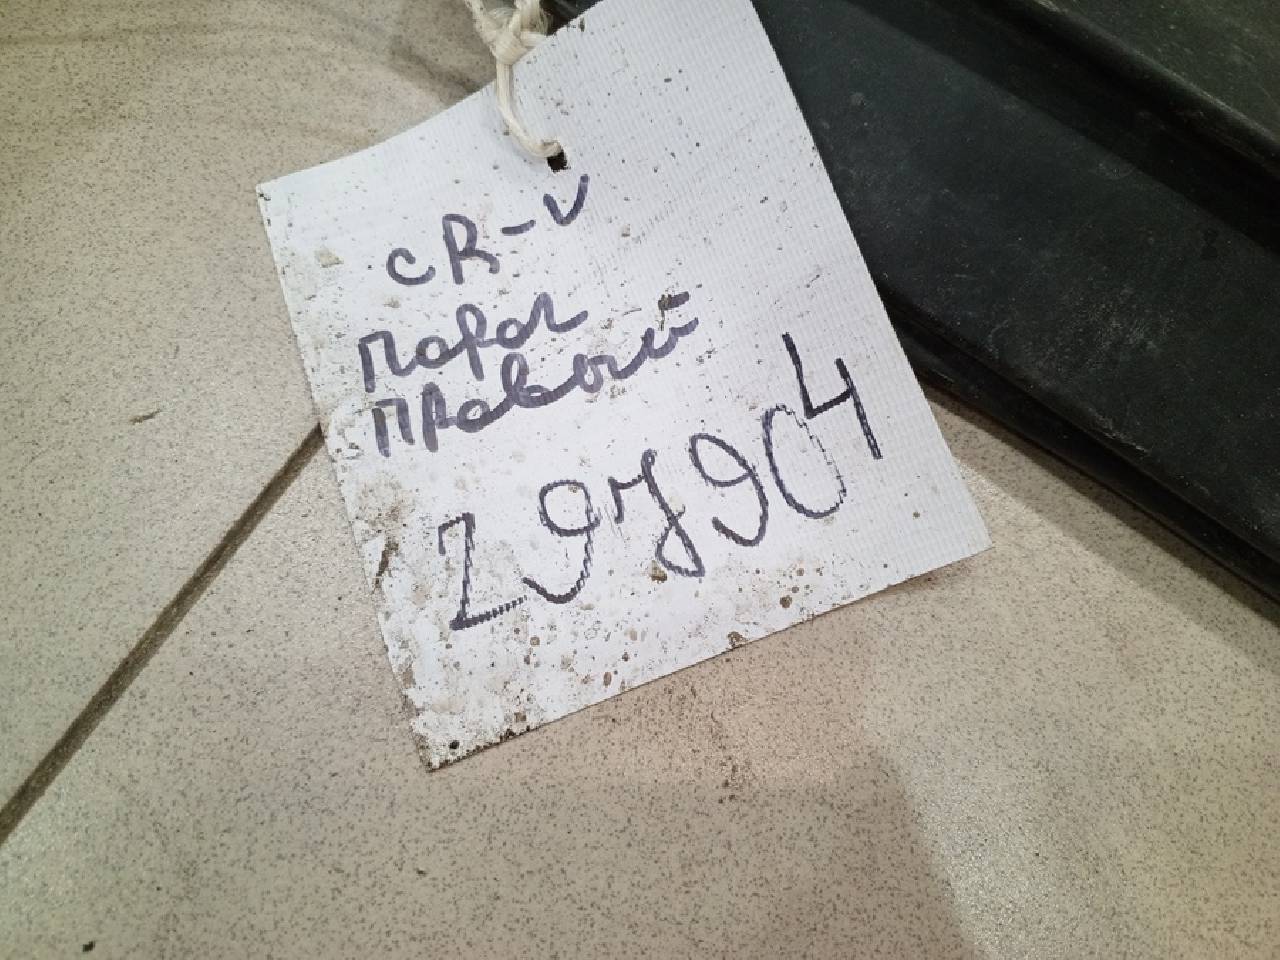 CR-V
порог
правый
297904